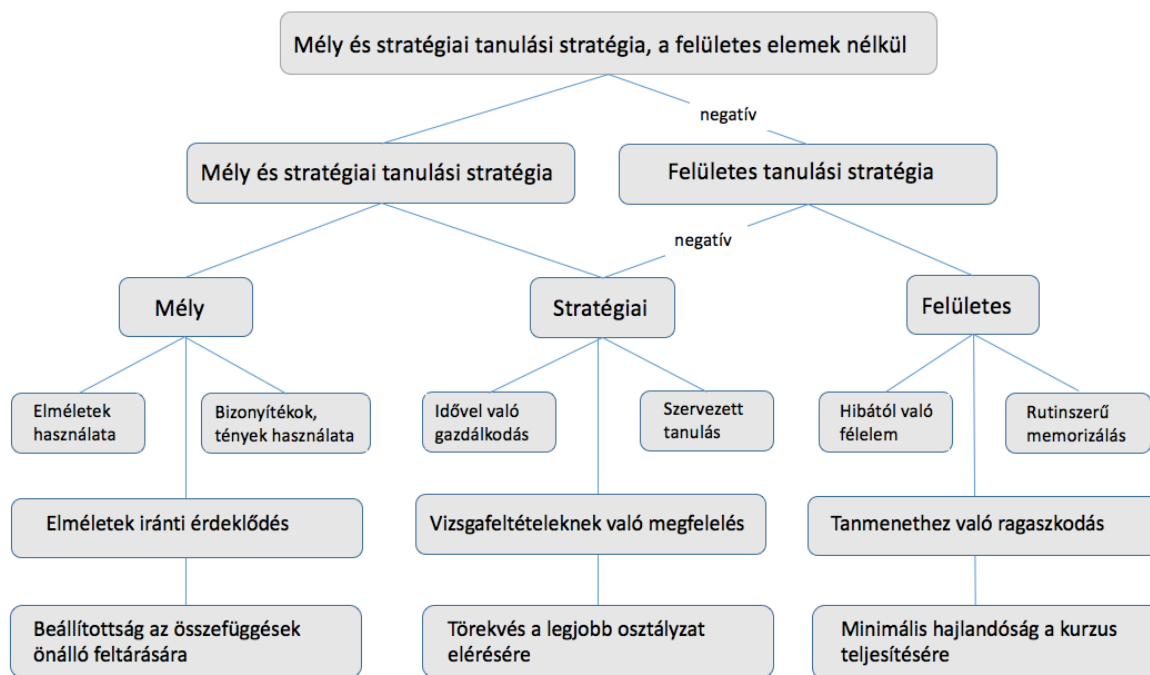 Mély és stratégiai tanulási stratégia, a felületes elemek nélkül
negatív
Mély és stratégiai tanulási stratégia
Felületes tanulási stratégia
negatív
Mély
Stratégiai
Felületes
Elméletek
használata
Bizonyítékok,
tények használata
Idővel való
gazdálkodás
Szervezett
tanulás
Hibától való
félelem
Rutinszerű
memorizálás
Elméletek iránti érdeklődés
Vizsgafeltételeknek való megfelelés
Tanmenethez való ragaszkodás
Beállítottság az összefüggések
önálló feltárására
Törekvés a legjobb osztályzat
elérésére
Minimális hajlandóság a kurzus
teljesítésére